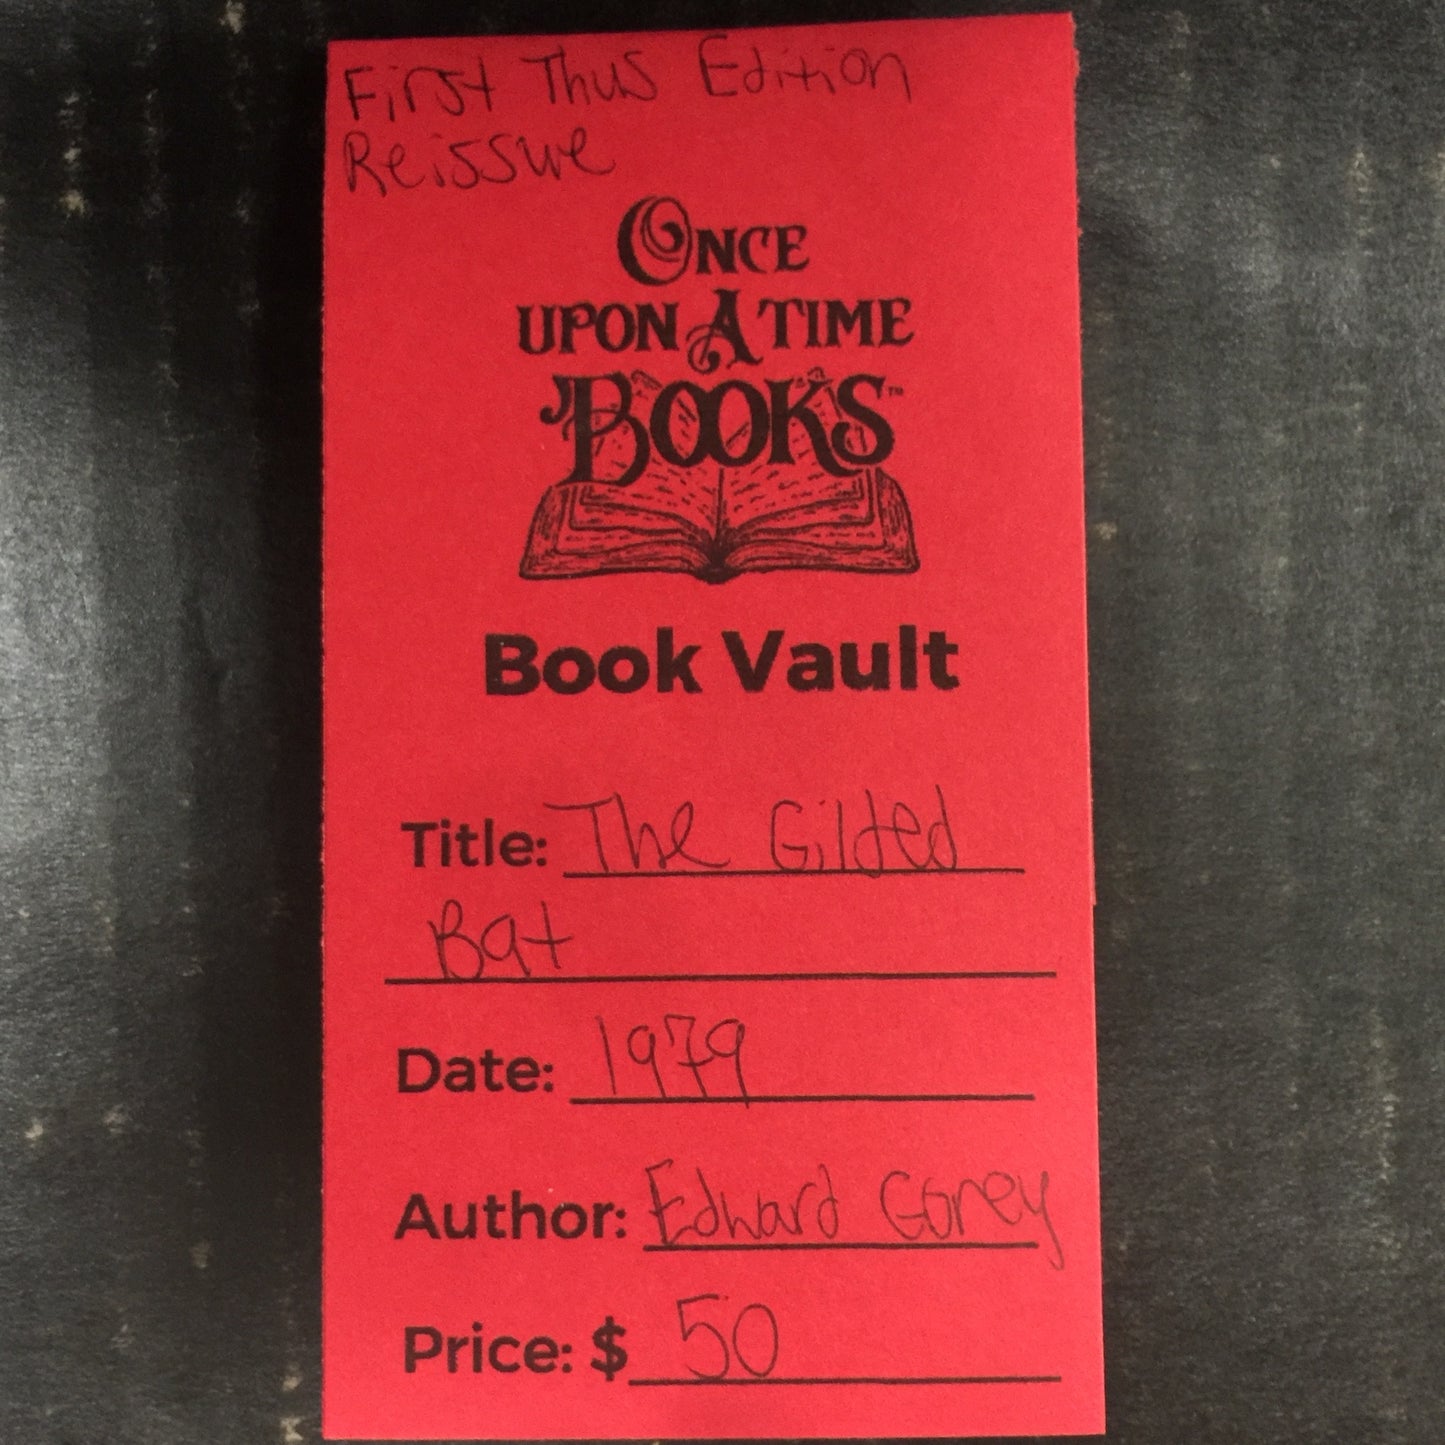 First Thus Edition
Reissue
ONCE
UPON A TIME
BOOKS™
Book Vault
Title: The Gilded
Bat
Date: 1979
Author: Edward Gorey
Price: $ 50